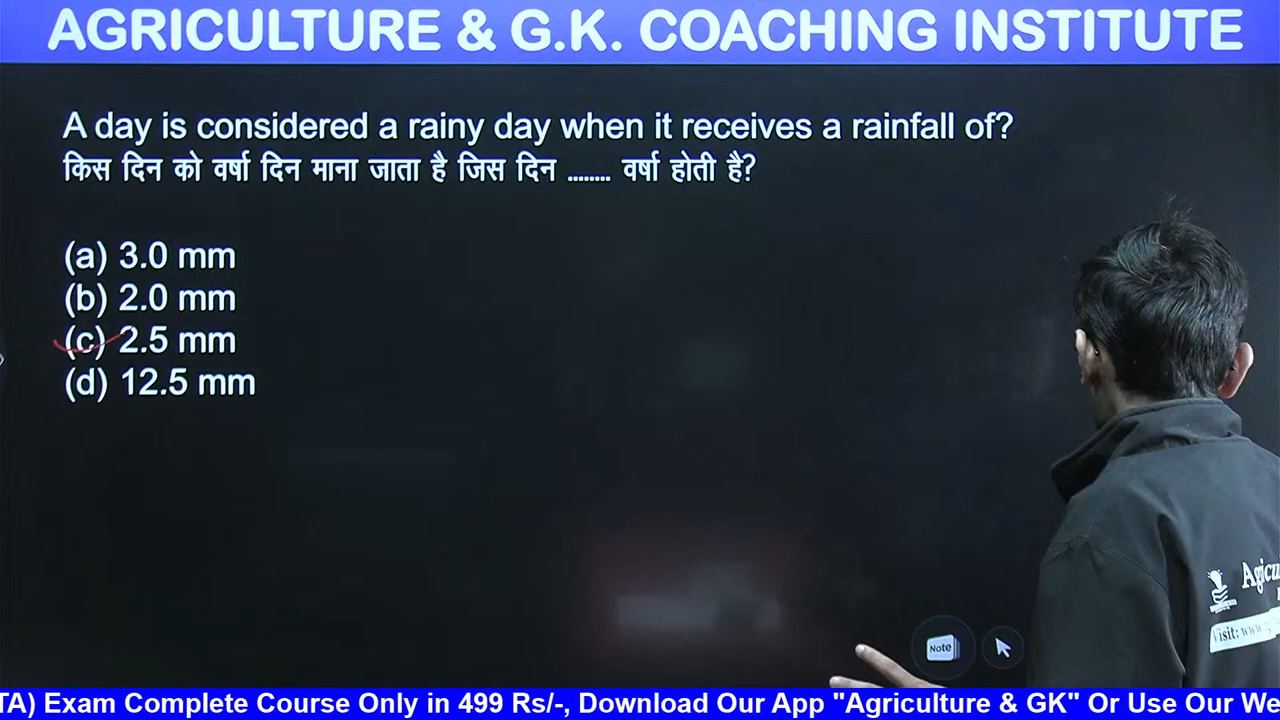 AGRICULTURE & G.K. COACHING INSTITUTE
A day is considered a rainy day when it receives a rainfall of?
किस दिन को वर्षा दिन माना जाता है जिस दिन ........ वर्षा होती है?
(a) 3.0 mm
(b) 2.0 mm
(c) 2.5 mm
(d) 12.5 mm
Note
Visit:
TA) Exam Complete Course Only in 499 Rs/-, Download Our App "Agriculture & GK" Or Use Our We